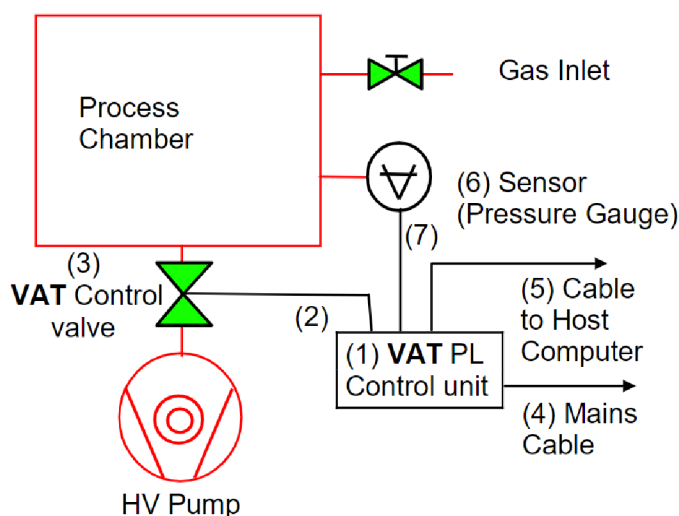 Process
Chamber
Gas Inlet
(6) Sensor
(Pressure Gauge)
(7)
(3)
VAT Control
valve
(2)
(5) Cable
to Host
Computer
(1) VAT PL
Control unit
(4) Mains
Cable
HV Pump